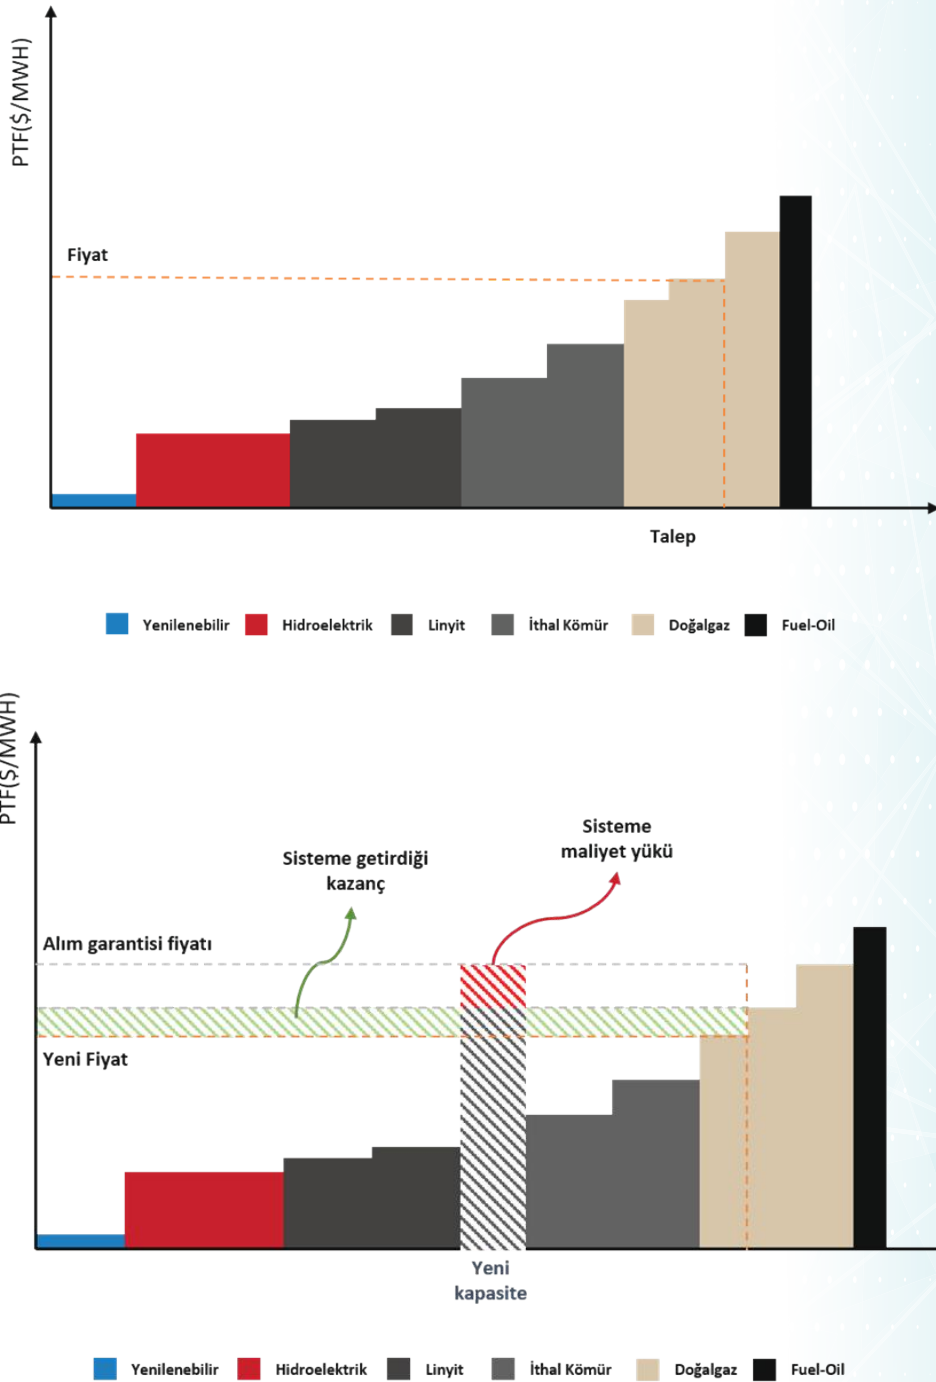 PTF($/MWH)
Fiyat
Talep
Yenilenebilir Hidroelektrik Linyit İthal Kömür Doğalgaz Fuel-Oil
PTF($/MWH)
Sisteme
maliyet yükü
Sisteme getirdiği
kazanç
Alım garantisi fiyatı
Yeni Fiyat
Yeni
kapasite
Yenilenebilir Hidroelektrik Linyit İthal Kömür Doğalgaz Fuel-Oil